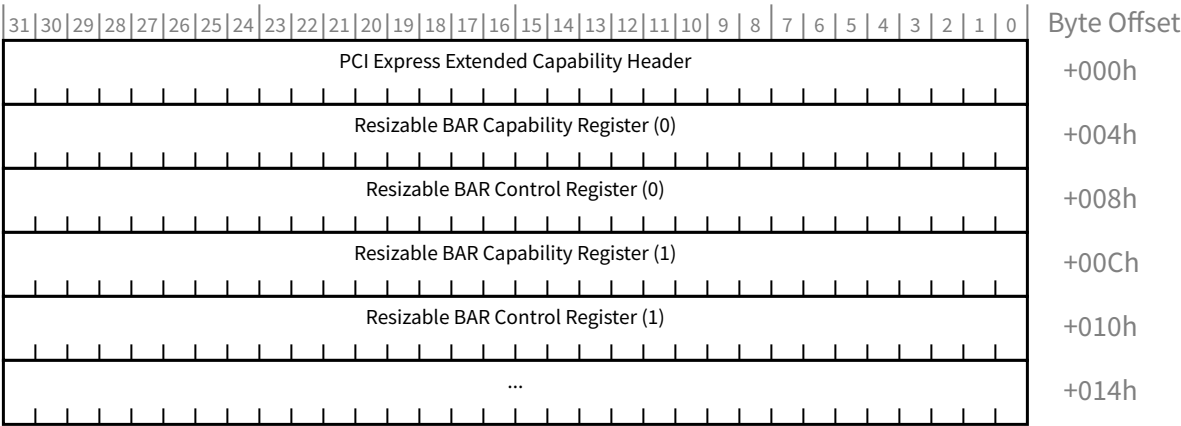 31 30 29 28 27 26 25 24 23 22 21 20 19 18 17 16 15 14 13 12 11 10 9 8 7 6 5 4 3 2 1 0 Byte Offset
PCI Express Extended Capability Header +000h
Resizable BAR Capability Register (0) +004h
Resizable BAR Control Register (0) +008h
Resizable BAR Capability Register (1) +00Ch
Resizable BAR Control Register (1) +010h
... +014h